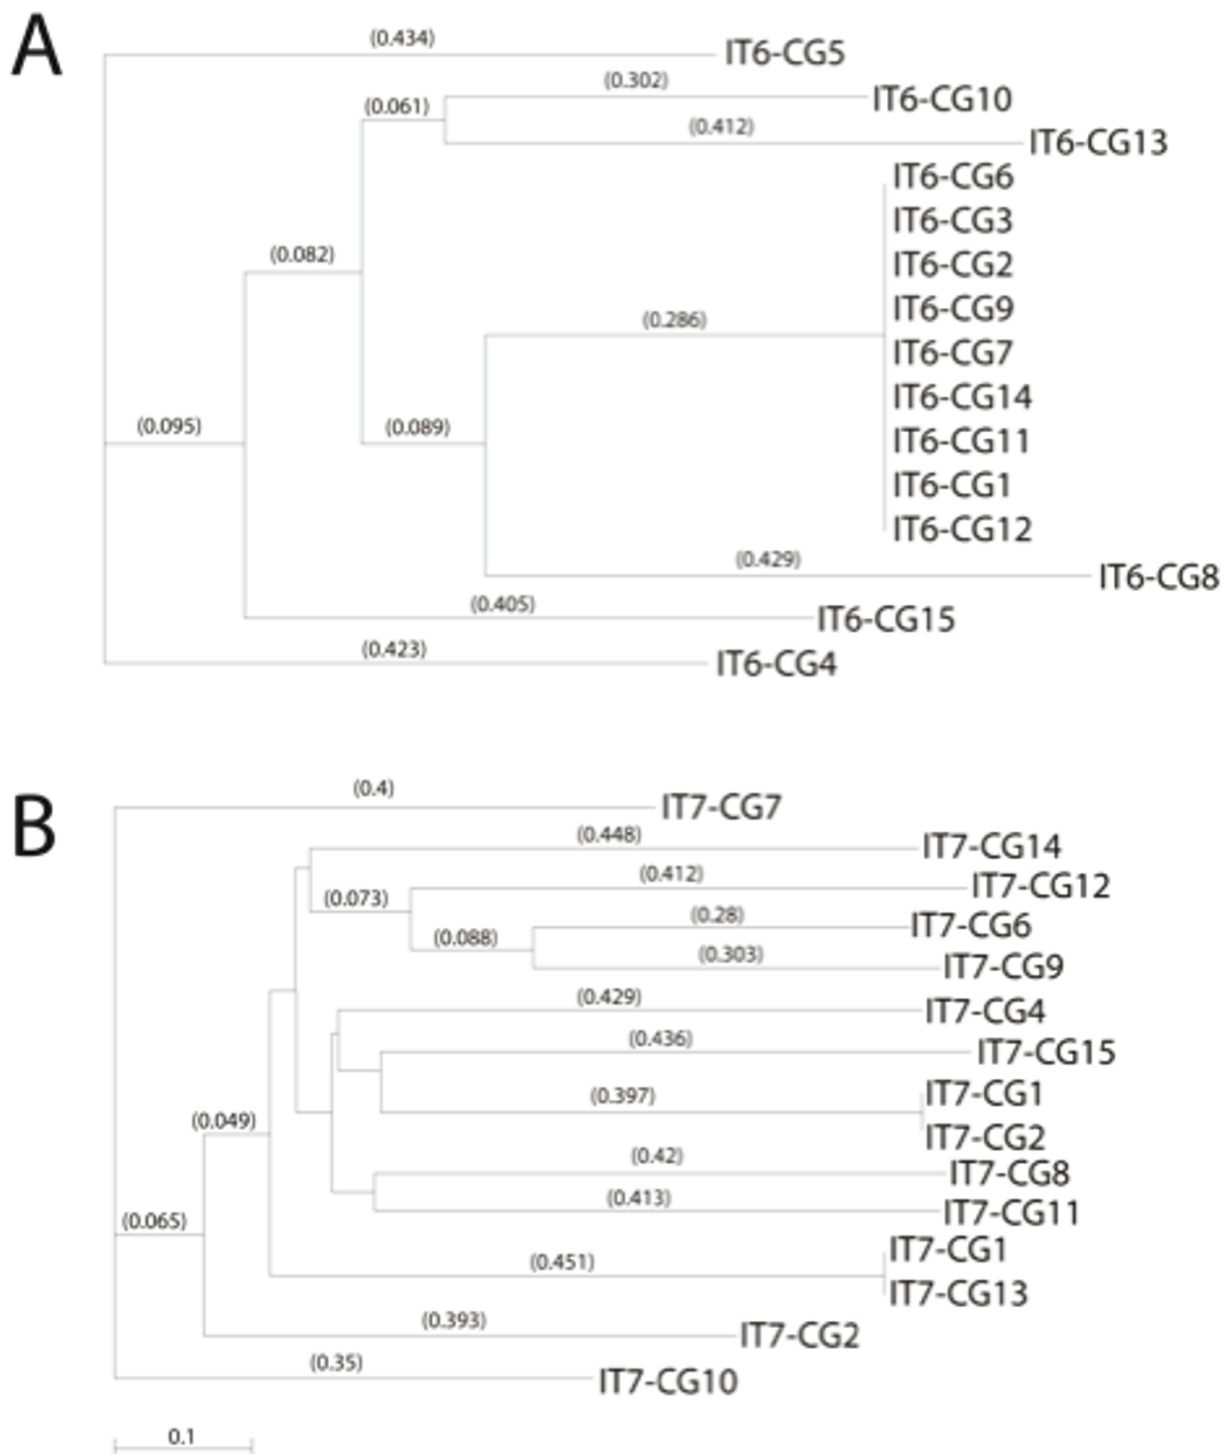 A
(0.434)
IT6-CG5
(0.302)
IT6-CG10
(0.061)
(0.412)
IT6-CG13
IT6-CG6
IT6-CG3
(0.082)
IT6-CG2
IT6-CG9
(0.286)
IT6-CG7
IT6-CG14
(0.095)
(0.089)
IT6-CG11
IT6-CG1
IT6-CG12
(0.429)
IT6-CG8
(0.405)
IT6-CG15
(0.423)
IT6-CG4
B
(0.4)
IT7-CG7
(0.448)
IT7-CG14
(0.412)
IT7-CG12
(0.073)
(0.28)
IT7-CG6
(0.088)
(0.303)
IT7-CG9
(0.429)
IT7-CG4
(0.436)
IT7-CG15
(0.397)
IT7-CG1
(0.049)
IT7-CG2
(0.42)
IT7-CG8
(0.413)
IT7-CG11
(0.065)
IT7-CG1
(0.451)
IT7-CG13
(0.393)
IT7-CG2
(0.35)
IT7-CG10
0.1